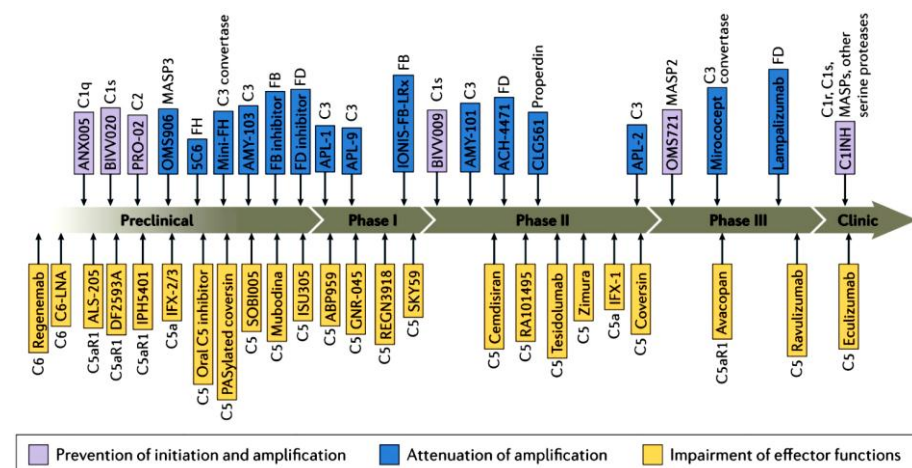 ANX005 C1q
BIVV020 C1s
PRO-02 C2
OMS906 MASP3
5C6 FH
Mini-FH C3 convertase
AMY-103 C3
FB inhibitor FB
FD inhibitor FD
APL-1 C3
APL-9 C3
IONIS-FB-LRx FB
BIVV009 C1s
AMY-101 C3
ACH-4471 FD
CLG561 Properdin
APL-2 C3
OMS721 MASP2
Mirococept C3
convertase
Lampalizumab FD
C1INH C1r, C1s,
MASPs, other
serine proteases
Preclinical
Phase I
Phase II
Phase III
Clinic
C6 Regenemab
C6 C6-LNA
C5aR1 ALS-205
C5aR1 DF2593A
C5aR1 IPH5401
C5a IFX-2/3
C5 Oral C5 inhibitor
C5 PASylated coversin
C5 SOBI005
C5 Mubodina
C5 ISU305
C5 ABP959
C5 GNR-045
C5 REGN3918
C5 SKY59
C5 Cemdisiran
C5 RA101495
C5 Tesidolumab
C5 Zimura
C5a IFX-1
C5 Coversin
C5aR1 Avacopan
C5 Ravulizumab
C5 Eculizumab
Prevention of initiation and amplification
Attenuation of amplification
Impairment of effector functions